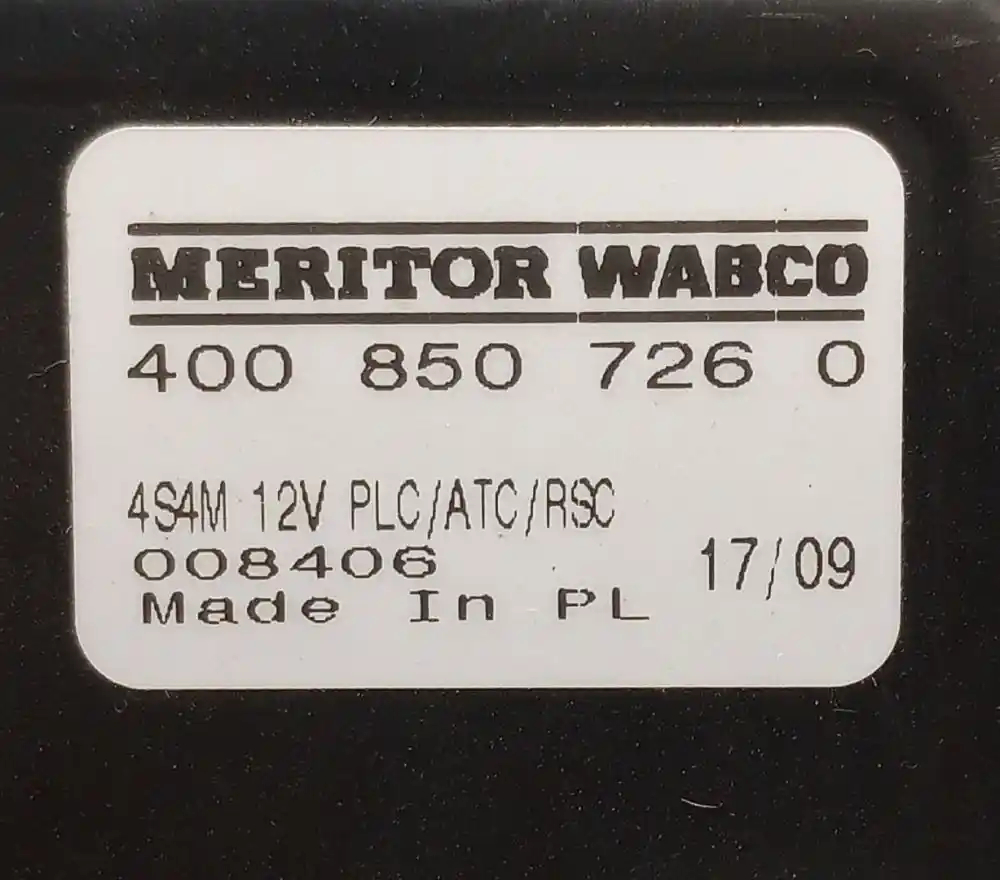 MERITOR WABCO
400 850 726 0
4S4M 12V PLC/ATC/RSC
008406
17/09
Made In PL